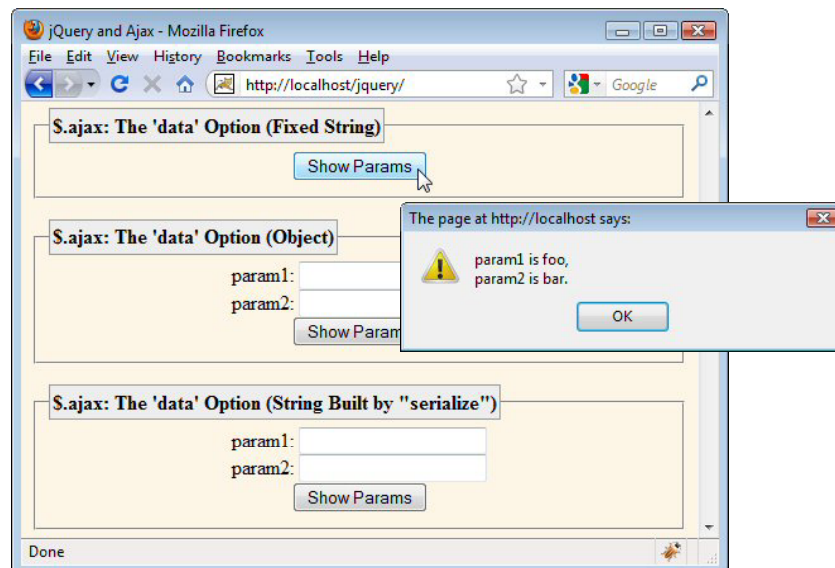 jQuery and Ajax - Mozilla Firefox
File Edit View History Bookmarks Tools Help
http://localhost/jquery/
Google
$.ajax: The 'data' Option (Fixed String)
Show Params
The page at http://localhost says:
param1 is foo,
param2 is bar.
OK
$.ajax: The 'data' Option (Object)
param1:
param2:
Show Param
$.ajax: The 'data' Option (String Built by "serialize")
param1:
param2:
Show Params
Done